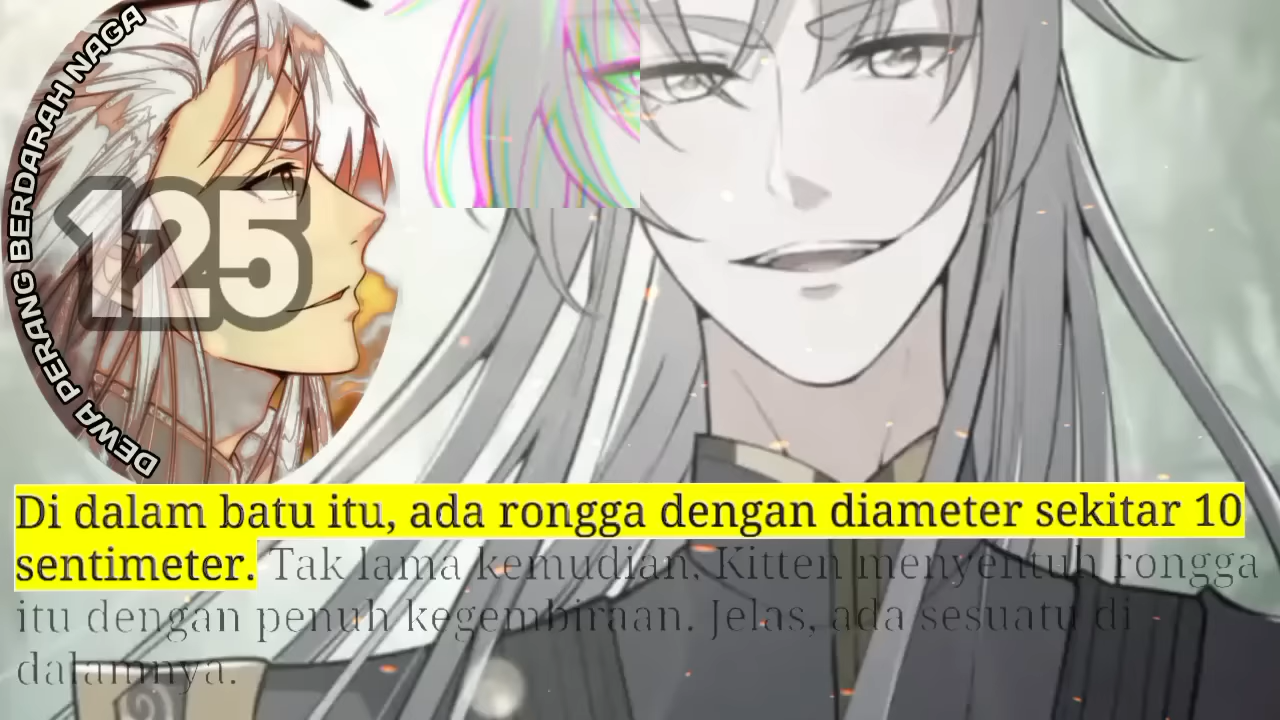 DEWA PERANG BERDARAH NAGA
125
Di dalam batu itu, ada rongga dengan diameter sekitar 10
sentimeter. Tak lama kemudian, Kitten menyentuh rongga
itu dengan penuh kegembiraan. Jelas, ada sesuatu di
dalamnya.